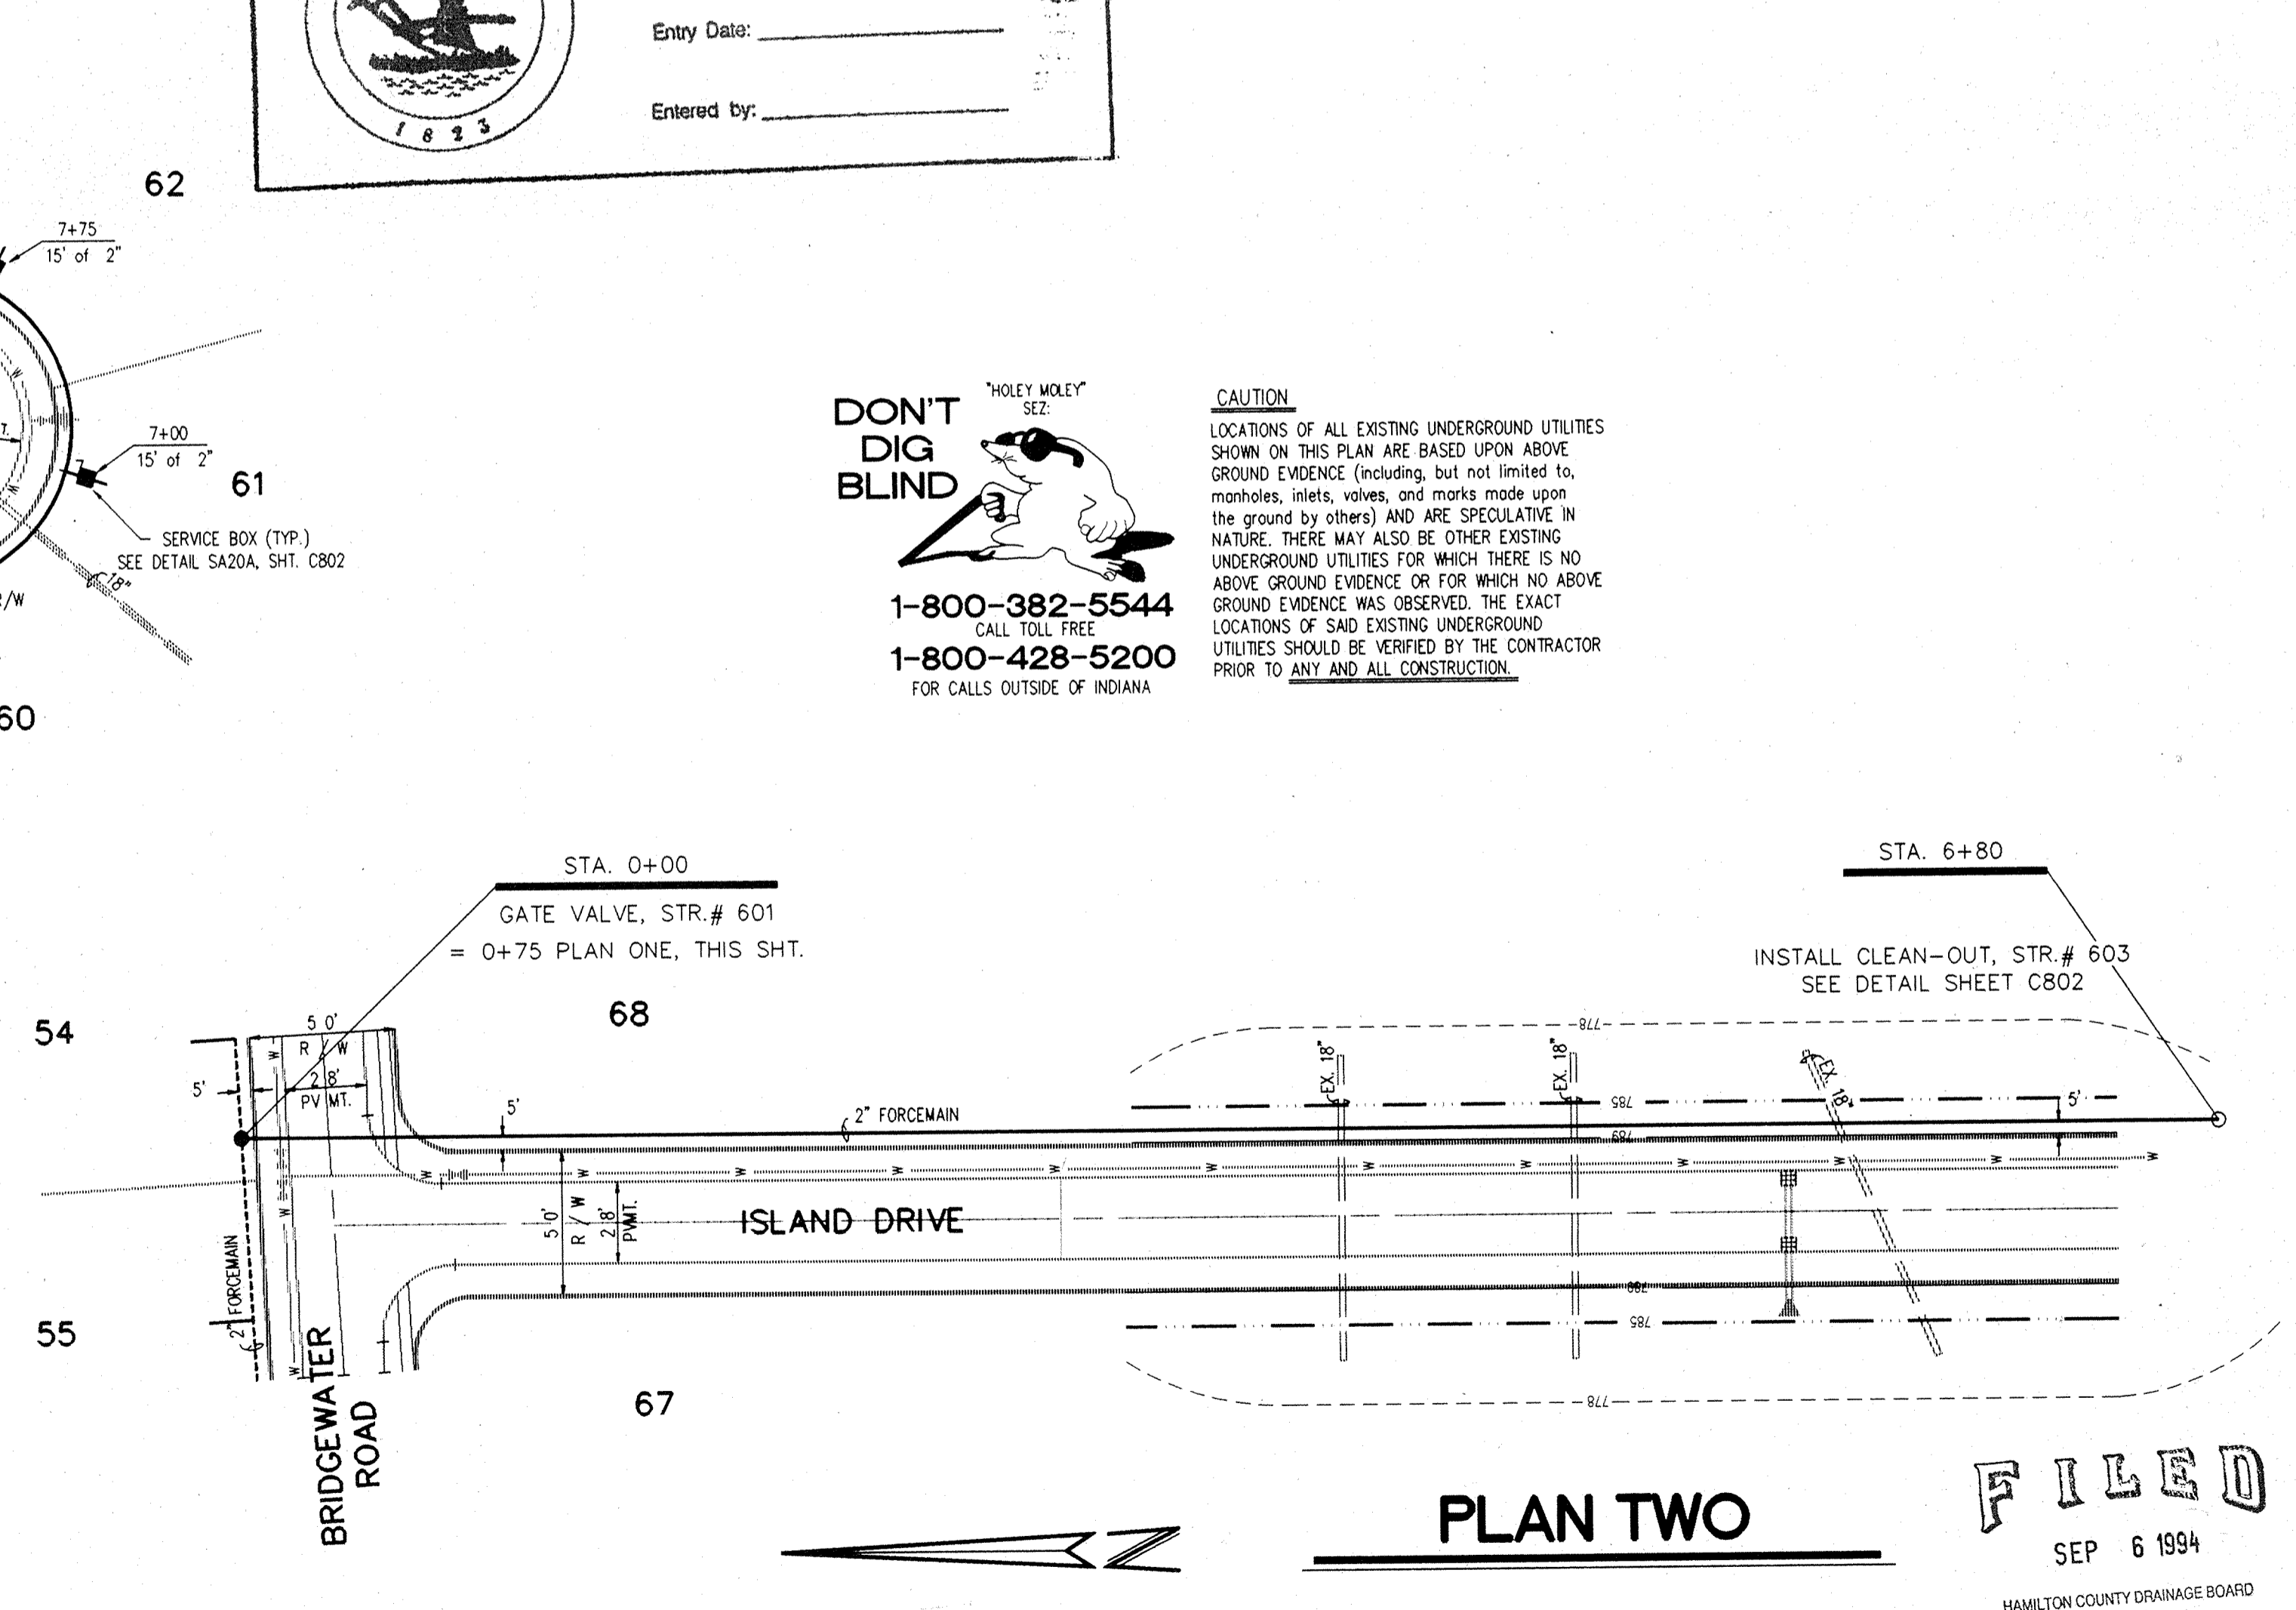 Entry Date:
Entered by:
1823
62
7+75
15' of 2"
7+00
15' of 2"
61
7
SERVICE BOX (TYP.)
SEE DETAIL SA20A, SHT. C802
18"
R/W
60
"HOLEY MOLEY"
SEZ:
DON'T
DIG
BLIND
1-800-382-5544
CALL TOLL FREE
1-800-428-5200
FOR CALLS OUTSIDE OF INDIANA
CAUTION
LOCATIONS OF ALL EXISTING UNDERGROUND UTILITIES
SHOWN ON THIS PLAN ARE BASED UPON ABOVE
GROUND EVIDENCE (including, but not limited to,
manholes, inlets, valves, and marks made upon
the ground by others) AND ARE SPECULATIVE IN
NATURE. THERE MAY ALSO BE OTHER EXISTING
UNDERGROUND UTILITIES FOR WHICH THERE IS NO
ABOVE GROUND EVIDENCE OR FOR WHICH NO ABOVE
GROUND EVIDENCE WAS OBSERVED. THE EXACT
LOCATIONS OF SAID EXISTING UNDERGROUND
UTILITIES SHOULD BE VERIFIED BY THE CONTRACTOR
PRIOR TO ANY AND ALL CONSTRUCTION.
STA. 0+00
GATE VALVE, STR.# 601
= 0+75 PLAN ONE, THIS SHT.
STA. 6+80
INSTALL CLEAN-OUT, STR.# 603
SEE DETAIL SHEET C802
54
68
50'
R / W
28'
PVMT.
5'
5'
2" FORCEMAIN
EX. 18"
EX. 18"
EX. 18"
778
785
789
5'
W W W W W W W W W W W
50'
R / W
28'
PVMT.
ISLAND DRIVE
2" FORCEMAIN
789
785
778
55
67
BRIDGEWATER
ROAD
PLAN TWO
FILED
SEP 6 1994
HAMILTON COUNTY DRAINAGE BOARD